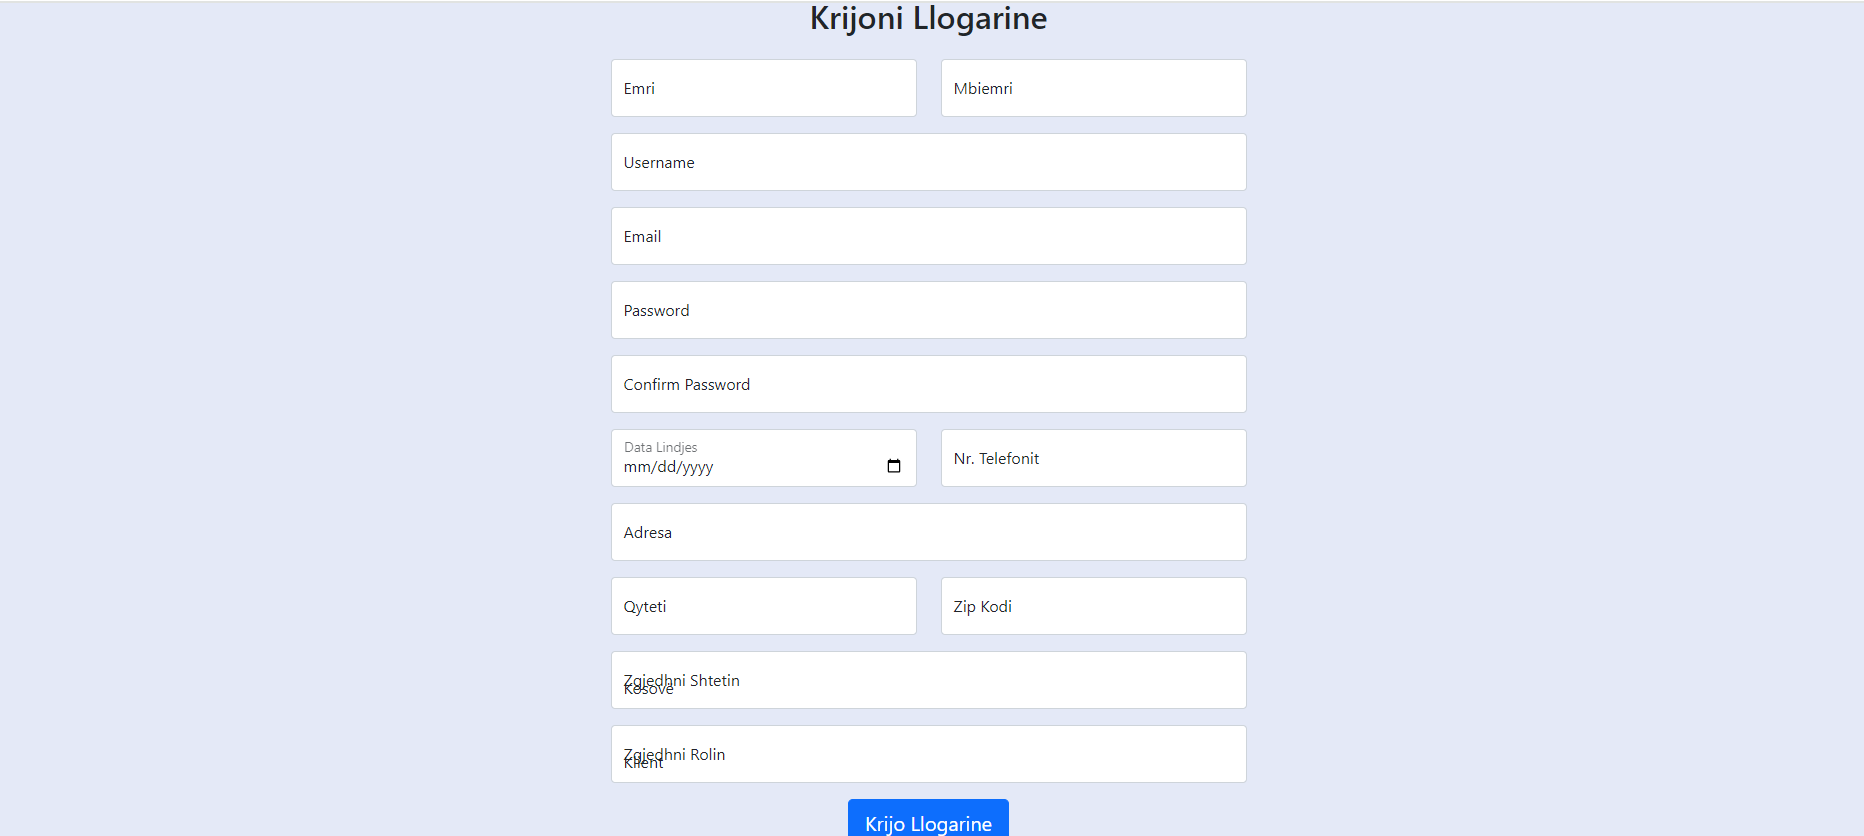 Krijoni Llogarine
Emri
Mbiemri
Username
Email
Password
Confirm Password
Data Lindjes
mm/dd/yyyy
Nr. Telefonit
Adresa
Qyteti
Zip Kodi
Zgjedhni Shtetin
Kosovë
Zgjedhni Rolin
Klient
Krijo Llogarine